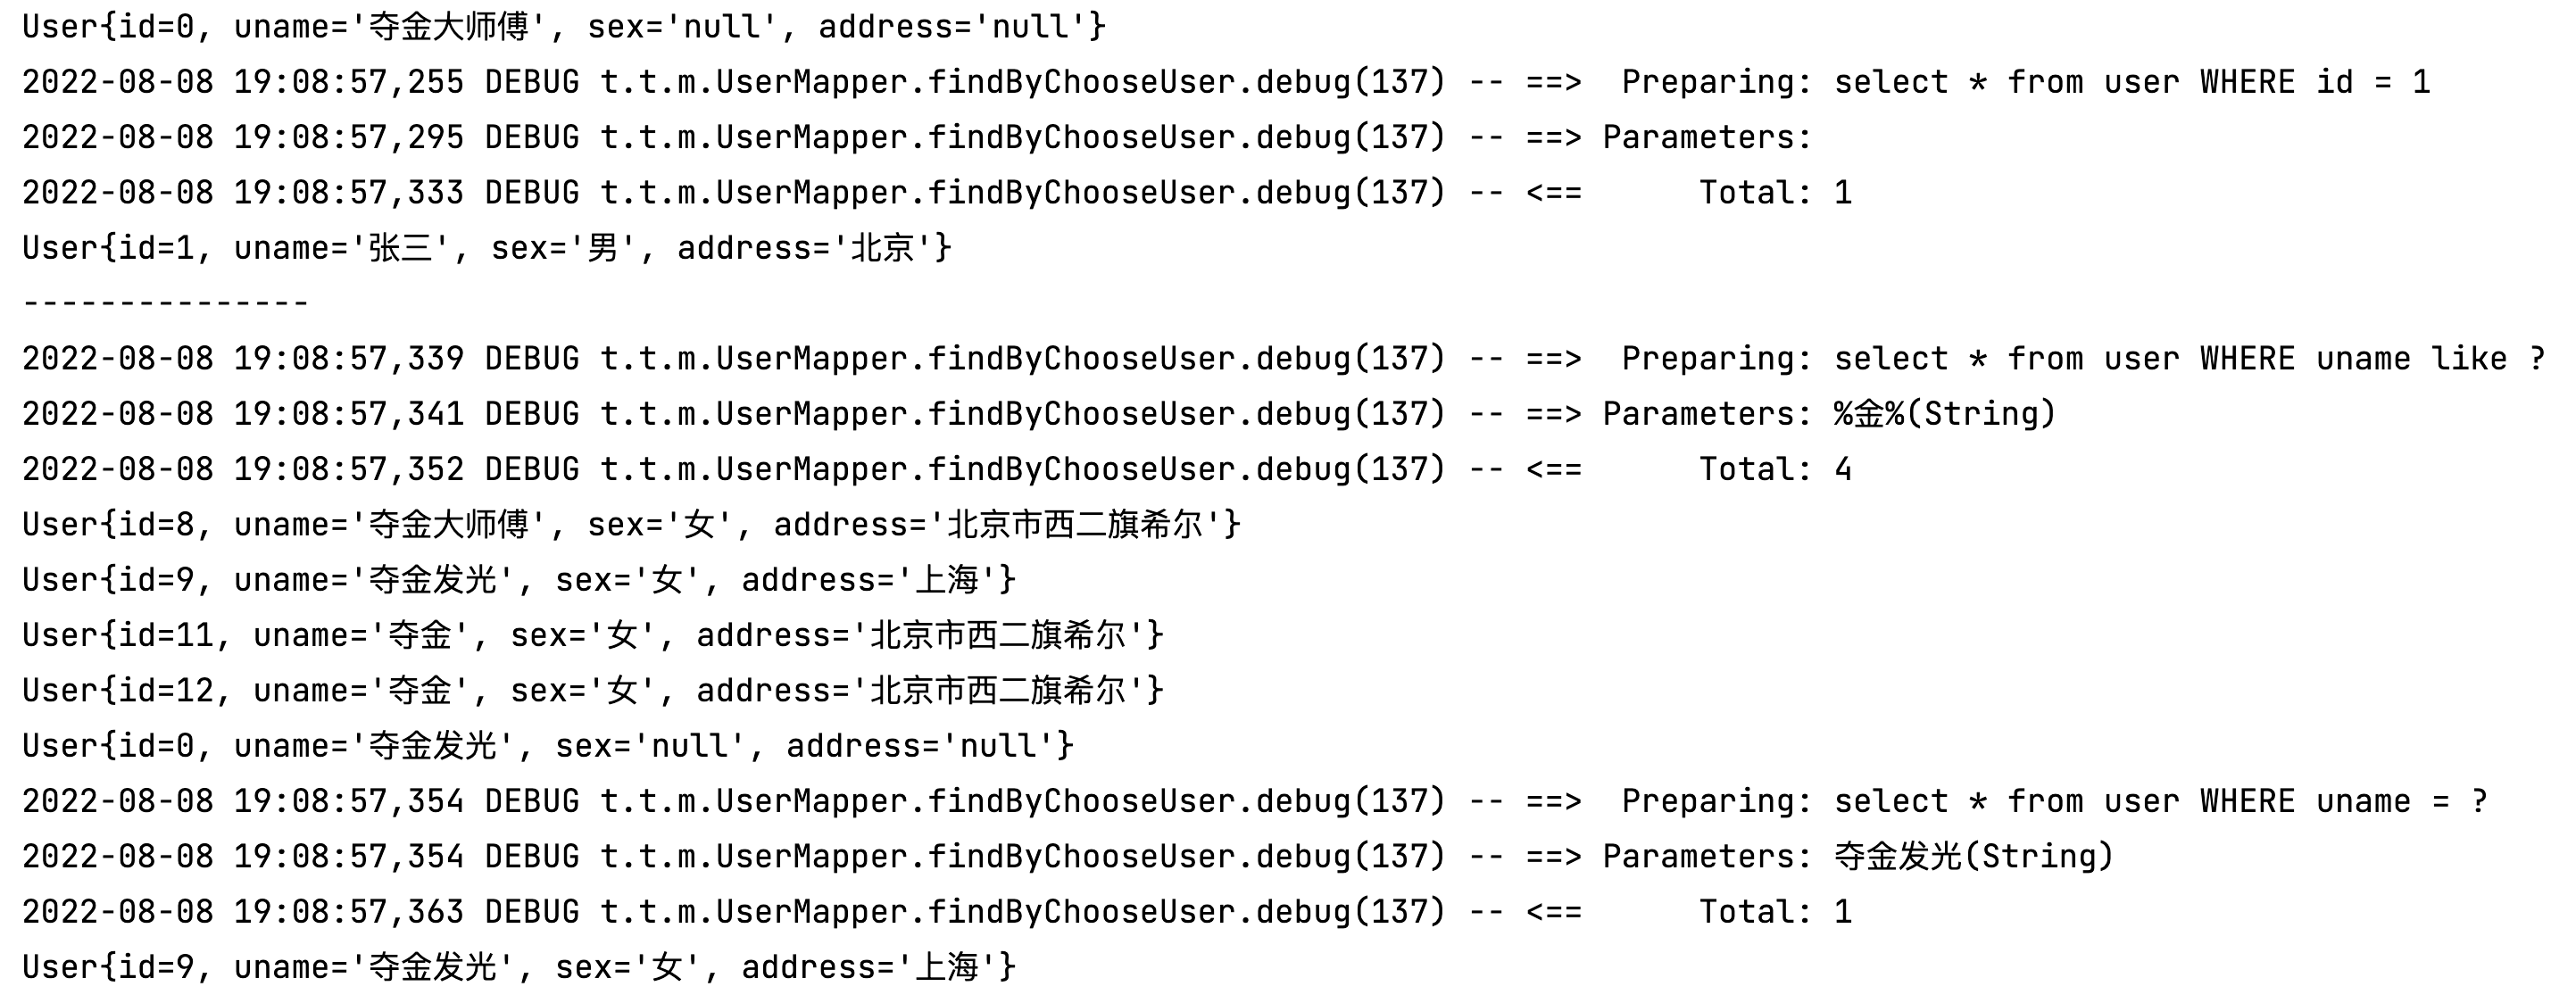 User{id=0, uname='夺金大师傅', sex='null', address='null'}
2022-08-08 19:08:57,255 DEBUG t.t.m.UserMapper.findByChooseUser.debug(137) -- ==>  Preparing: select * from user WHERE id = 1
2022-08-08 19:08:57,295 DEBUG t.t.m.UserMapper.findByChooseUser.debug(137) -- ==> Parameters:
2022-08-08 19:08:57,333 DEBUG t.t.m.UserMapper.findByChooseUser.debug(137) -- <==      Total: 1
User{id=1, uname='张三', sex='男', address='北京'}
---------------
2022-08-08 19:08:57,339 DEBUG t.t.m.UserMapper.findByChooseUser.debug(137) -- ==>  Preparing: select * from user WHERE uname like ?
2022-08-08 19:08:57,341 DEBUG t.t.m.UserMapper.findByChooseUser.debug(137) -- ==> Parameters: %金%(String)
2022-08-08 19:08:57,352 DEBUG t.t.m.UserMapper.findByChooseUser.debug(137) -- <==      Total: 4
User{id=8, uname='夺金大师傅', sex='女', address='北京市西二旗希尔'}
User{id=9, uname='夺金发光', sex='女', address='上海'}
User{id=11, uname='夺金', sex='女', address='北京市西二旗希尔'}
User{id=12, uname='夺金', sex='女', address='北京市西二旗希尔'}
User{id=0, uname='夺金发光', sex='null', address='null'}
2022-08-08 19:08:57,354 DEBUG t.t.m.UserMapper.findByChooseUser.debug(137) -- ==>  Preparing: select * from user WHERE uname = ?
2022-08-08 19:08:57,354 DEBUG t.t.m.UserMapper.findByChooseUser.debug(137) -- ==> Parameters: 夺金发光(String)
2022-08-08 19:08:57,363 DEBUG t.t.m.UserMapper.findByChooseUser.debug(137) -- <==      Total: 1
User{id=9, uname='夺金发光', sex='女', address='上海'}